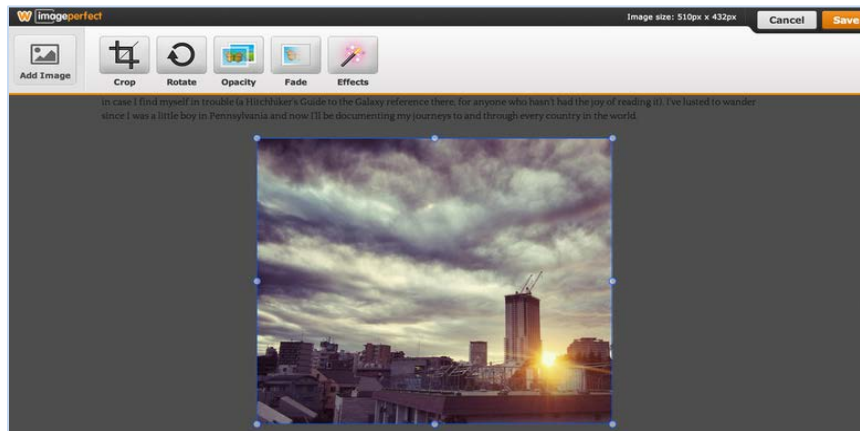 W imageperfect
Image size: 510px x 432px
Cancel
Save
Add Image
Crop
Rotate
Opacity
Fade
Effects
in case I find myself in trouble (a Hitchhiker's Guide to the Galaxy reference there, for anyone who hasn't had the joy of reading it). I've lusted to wander
since I was a little boy in Pennsylvania and now I'll be documenting my journeys to and through every country in the world.